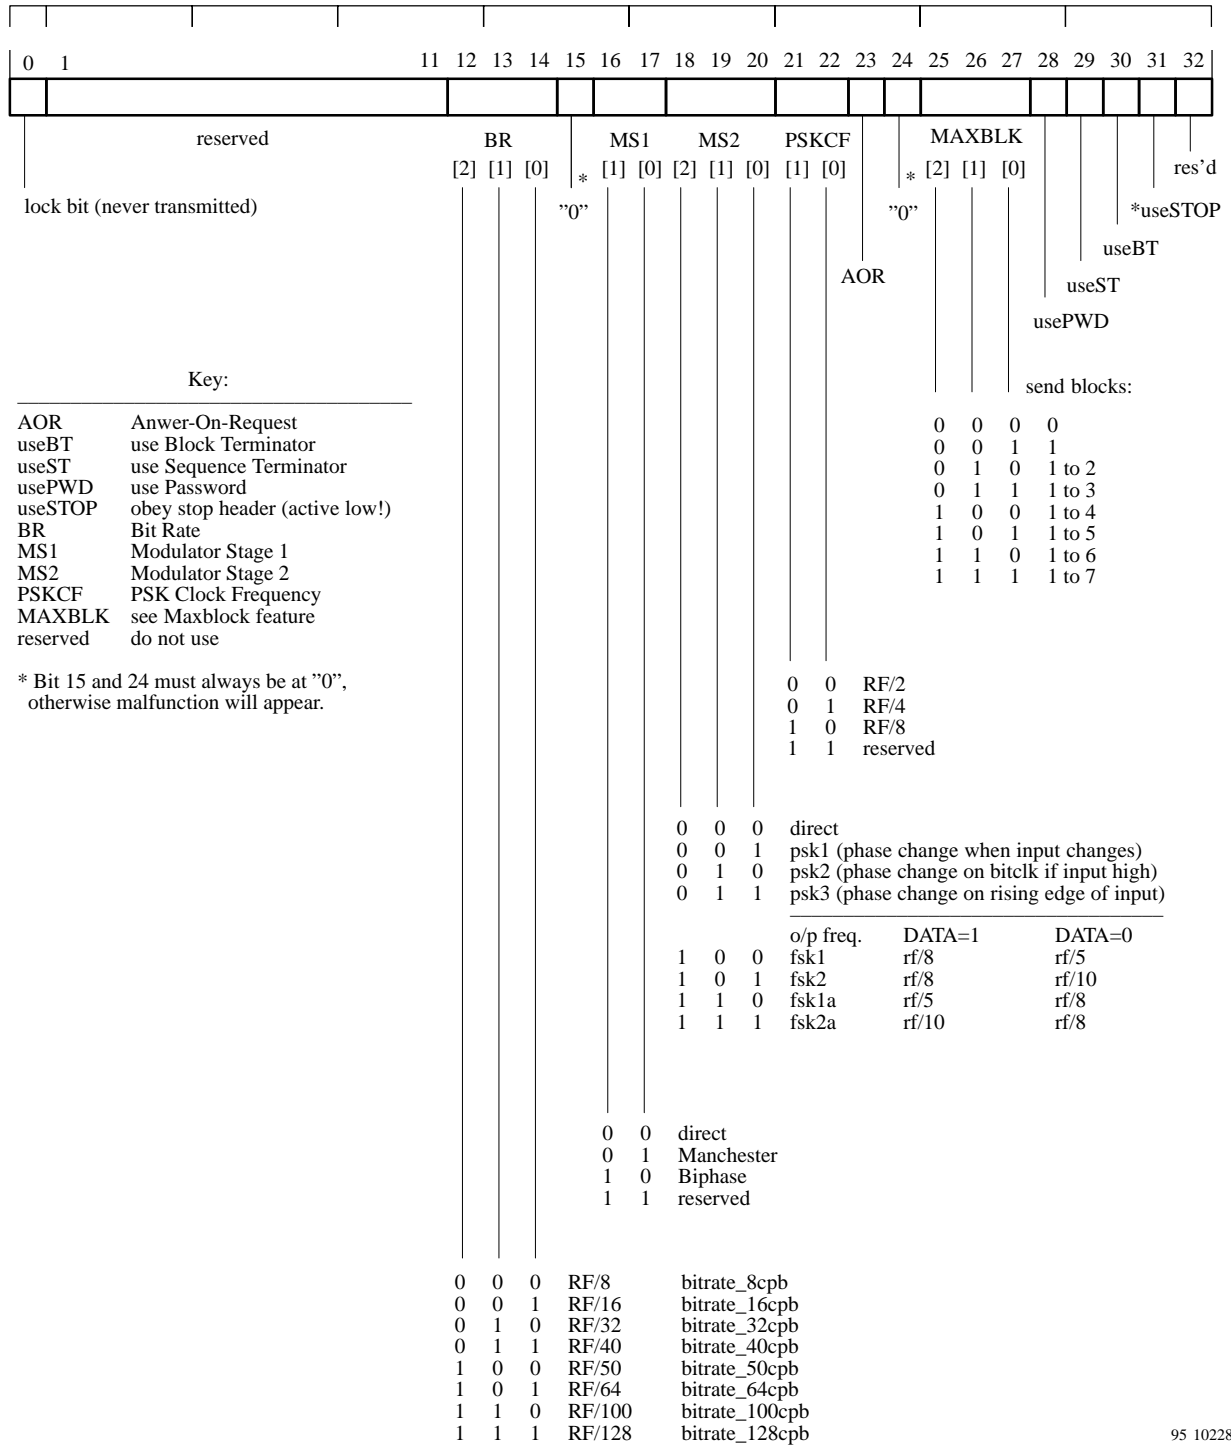 0 1 11 12 13 14 15 16 17 18 19 20 21 22 23 24 25 26 27 28 29 30 31 32
reserved BR MS1 MS2 PSKCF MAXBLK
[2] [1] [0] * [1] [0] [2] [1] [0] [1] [0] * [2] [1] [0] res’d
lock bit (never transmitted) ”0” ”0” *useSTOP
useBT
AOR useST
usePWD
Key:
AOR Anwer-On-Request
useBT use Block Terminator
useST use Sequence Terminator
usePWD use Password
useSTOP obey stop header (active low!)
BR Bit Rate
MS1 Modulator Stage 1
MS2 Modulator Stage 2
PSKCF PSK Clock Frequency
MAXBLK see Maxblock feature
reserved do not use
* Bit 15 and 24 must always be at ”0”,
otherwise malfunction will appear.
send blocks:
0 0 0 0
0 0 1 1
0 1 0 1 to 2
0 1 1 1 to 3
1 0 0 1 to 4
1 0 1 1 to 5
1 1 0 1 to 6
1 1 1 1 to 7
0 0 RF/2
0 1 RF/4
1 0 RF/8
1 1 reserved
0 0 0 direct
0 0 1 psk1 (phase change when input changes)
0 1 0 psk2 (phase change on bitclk if input high)
0 1 1 psk3 (phase change on rising edge of input)
o/p freq. DATA=1 DATA=0
1 0 0 fsk1 rf/8 rf/5
1 0 1 fsk2 rf/8 rf/10
1 1 0 fsk1a rf/5 rf/8
1 1 1 fsk2a rf/10 rf/8
0 0 direct
0 1 Manchester
1 0 Biphase
1 1 reserved
0 0 0 RF/8 bitrate_8cpb
0 0 1 RF/16 bitrate_16cpb
0 1 0 RF/32 bitrate_32cpb
0 1 1 RF/40 bitrate_40cpb
1 0 0 RF/50 bitrate_50cpb
1 0 1 RF/64 bitrate_64cpb
1 1 0 RF/100 bitrate_100cpb
1 1 1 RF/128 bitrate_128cpb
95 10228